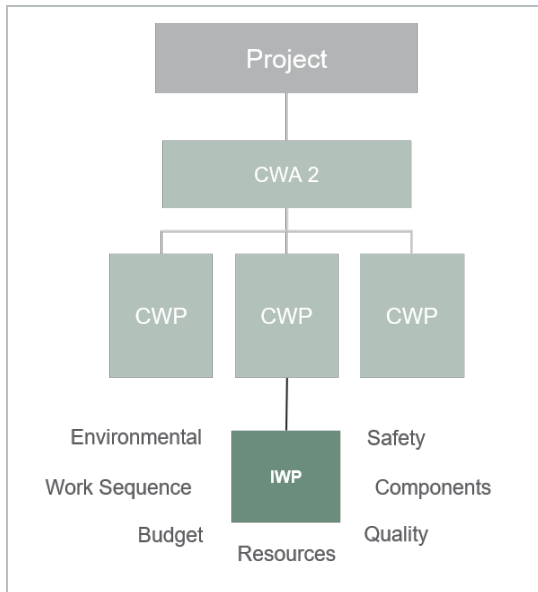 Project
CWA 2
CWP CWP CWP
Environmental
Safety
IWP
Work Sequence
Components
Budget
Quality
Resources